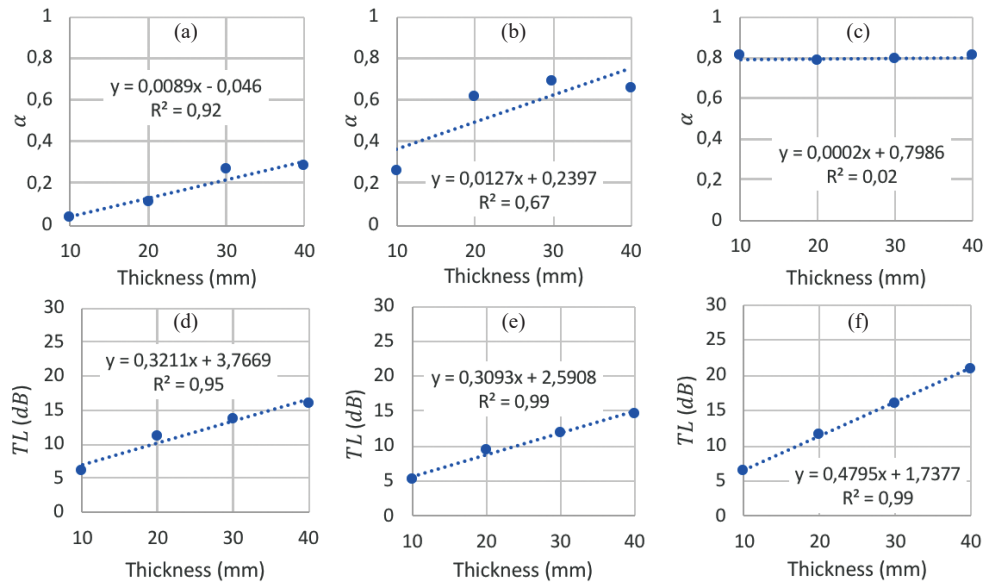 (a)
1
0,8
0,6
0,4
0,2
0
α
y = 0,0089x - 0,046
R² = 0,92
10 20 30 40
Thickness (mm)
(b)
1
0,8
0,6
0,4
0,2
0
α
y = 0,0127x + 0,2397
R² = 0,67
10 20 30 40
Thickness (mm)
(c)
1
0,8
0,6
0,4
0,2
0
α
y = 0,0002x + 0,7986
R² = 0,02
10 20 30 40
Thickness (mm)
(d)
30
25
20
15
10
5
0
TL (dB)
y = 0,3211x + 3,7669
R² = 0,95
10 20 30 40
Thickness (mm)
(e)
30
25
20
15
10
5
0
TL (dB)
y = 0,3093x + 2,5908
R² = 0,99
10 20 30 40
Thickness (mm)
(f)
30
25
20
15
10
5
0
TL (dB)
y = 0,4795x + 1,7377
R² = 0,99
10 20 30 40
Thickness (mm)